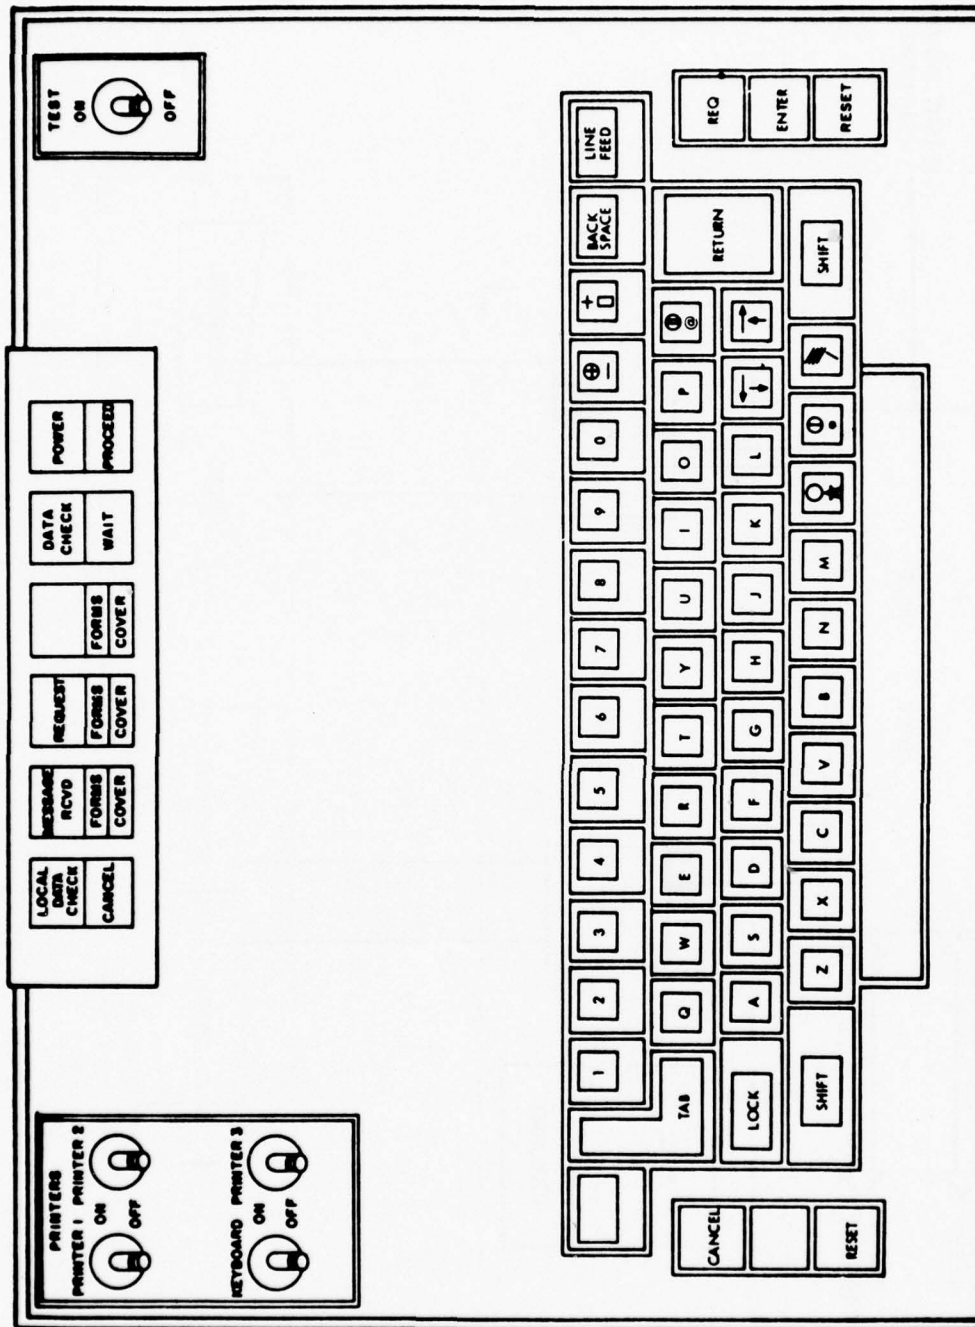 PRINTERS
PRINTER 1 PRINTER 2
ON
OFF
KEYBOARD PRINTER 3
ON
OFF
LOCAL DATA CHECK
CANCEL
MESSAGE RCVD
FORMS
COVER
REQUEST
FORMS
COVER
FORMS
COVER
DATA CHECK
WAIT
POWER
PROCEED
TEST
ON
OFF
1 2 3 4 5 6 7 8 9 0 ⊕ − + BACK SPACE LINE FEED
TAB Q W E R T Y U I O P @ RETURN
LOCK A S D F G H J K L
SHIFT Z X C V B N M SHIFT
CANCEL
RESET
REQ
ENTER
RESET